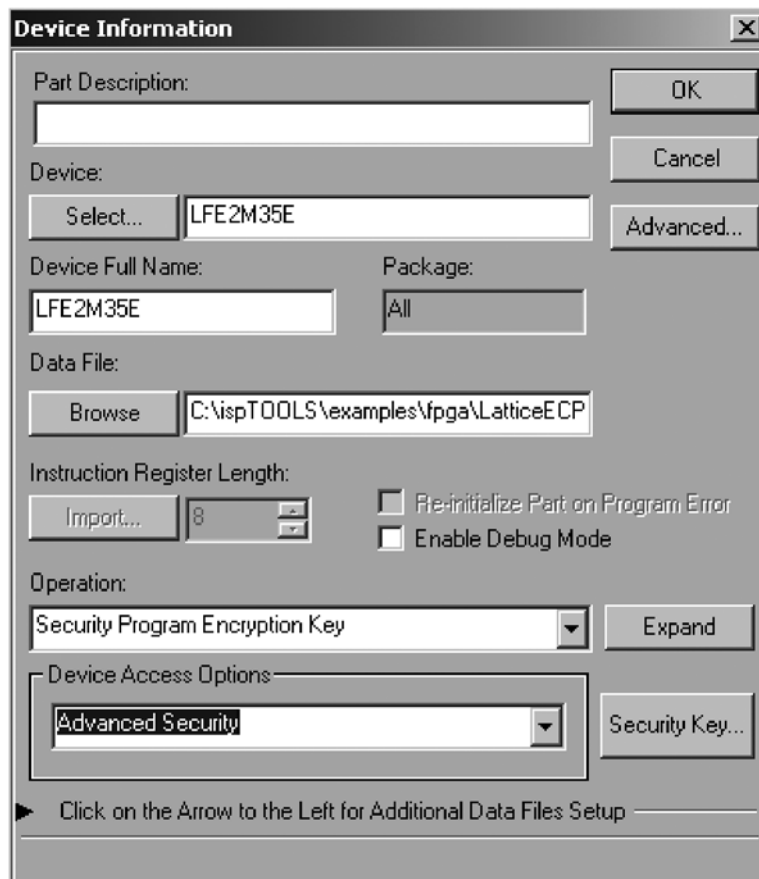 Device Information
Part Description:
OK
Cancel
Device:
Select...
LFE2M35E
Advanced...
Device Full Name:
Package:
LFE2M35E
All
Data File:
Browse
C:\ispTOOLS\examples\fpga\LatticeECP
Instruction Register Length:
Import...
8
Re-initialize Part on Program Error
Enable Debug Mode
Operation:
Security Program Encryption Key
Expand
Device Access Options
Advanced Security
Security Key...
Click on the Arrow to the Left for Additional Data Files Setup